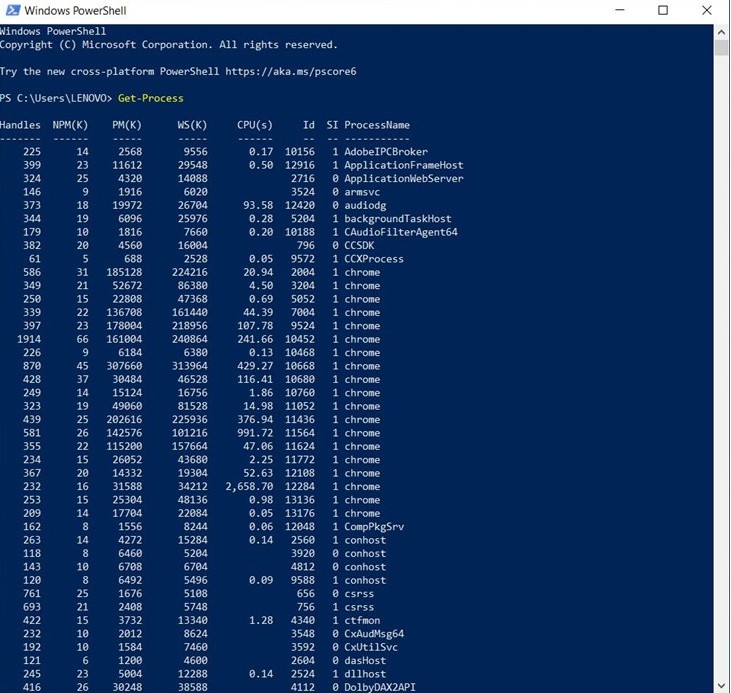 Windows PowerShell
Windows PowerShell
Copyright (C) Microsoft Corporation. All rights reserved.
Try the new cross-platform PowerShell https://aka.ms/pscore6
PS C:\Users\LENOVO> Get-Process
Handles NPM(K) PM(K) WS(K) CPU(s) Id SI ProcessName
------- ------ ----- ----- ------ -- -- -----------
225 14 2568 9556 0.17 10156 1 AdobeIPCBroker
399 23 11612 29548 0.50 12916 1 ApplicationFrameHost
324 25 4320 14088 2716 0 ApplicationWebServer
146 9 1916 6020 3524 0 armsvc
373 18 19972 26704 93.58 12420 0 audiodg
344 19 6096 25976 0.28 5204 1 backgroundTaskHost
179 10 1816 7660 0.20 10188 1 CAudioFilterAgent64
382 20 4560 16004 796 0 CCSDK
61 5 688 2528 0.05 9572 1 CCXProcess
586 31 185128 224216 20.94 2004 1 chrome
349 21 52672 86380 4.50 3204 1 chrome
250 15 22808 47368 0.69 5052 1 chrome
339 22 136708 161440 44.39 7004 1 chrome
397 23 178004 218956 107.78 9524 1 chrome
1914 66 161004 240864 241.66 10452 1 chrome
226 9 6184 6380 0.13 10468 1 chrome
870 45 307660 313964 429.27 10668 1 chrome
428 37 30484 46528 116.41 10680 1 chrome
249 14 15124 16756 1.86 10760 1 chrome
323 19 49060 81528 14.98 11052 1 chrome
439 25 202616 225936 376.94 11436 1 chrome
581 26 142576 101216 991.72 11564 1 chrome
355 22 115200 157664 47.06 11624 1 chrome
234 15 26052 43680 2.25 11772 1 chrome
367 20 14332 19304 52.63 12108 1 chrome
232 16 31588 34212 2,658.70 12284 1 chrome
253 15 25304 48136 0.98 13136 1 chrome
209 14 17704 22084 0.05 13176 1 chrome
162 8 1556 8244 0.06 12048 1 CompPkgSrv
263 14 4272 15284 0.14 2560 1 conhost
118 8 6460 5204 3920 0 conhost
143 10 6708 6704 4812 0 conhost
120 8 6492 5496 0.09 9588 1 conhost
761 25 1676 5108 656 0 csrss
693 21 2408 5748 756 1 csrss
422 15 3732 13340 1.28 4340 1 ctfmon
232 10 2012 8624 3548 0 CxAudMsg64
192 10 1584 7460 3592 0 CxUtilSvc
121 6 1200 4600 2604 0 dasHost
245 23 5004 12288 0.14 2524 1 dllhost
416 26 30248 38588 4112 0 DolbyDAX2API